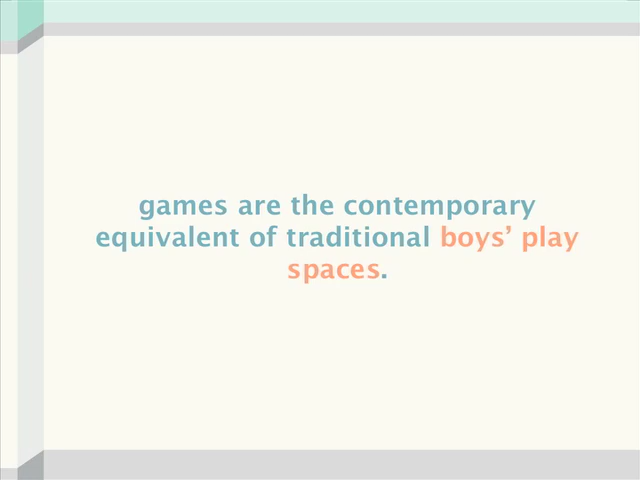 games are the contemporary
equivalent of traditional boys’ play
spaces.